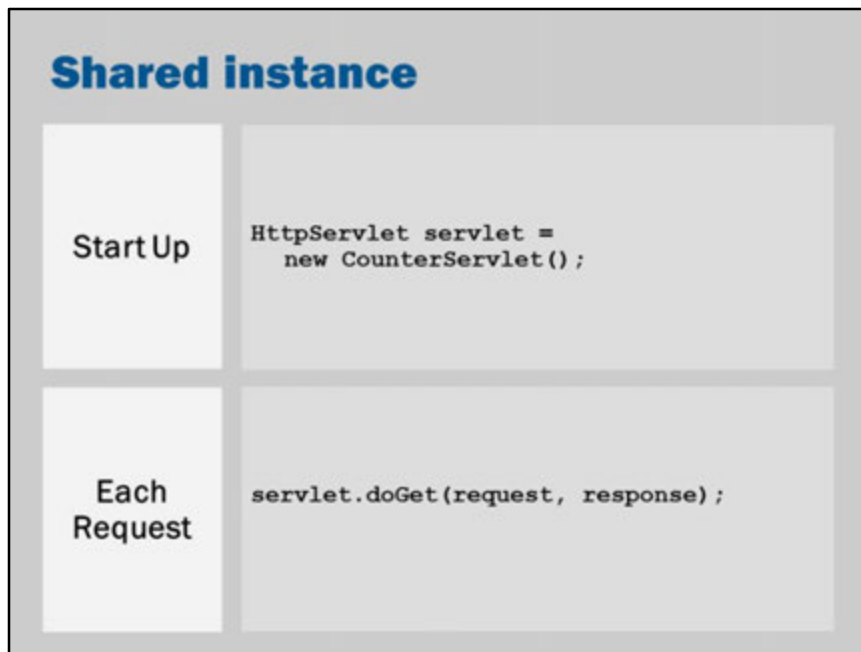 Shared instance
Start Up
HttpServlet servlet =
new CounterServlet();
Each
Request
servlet.doGet(request, response);